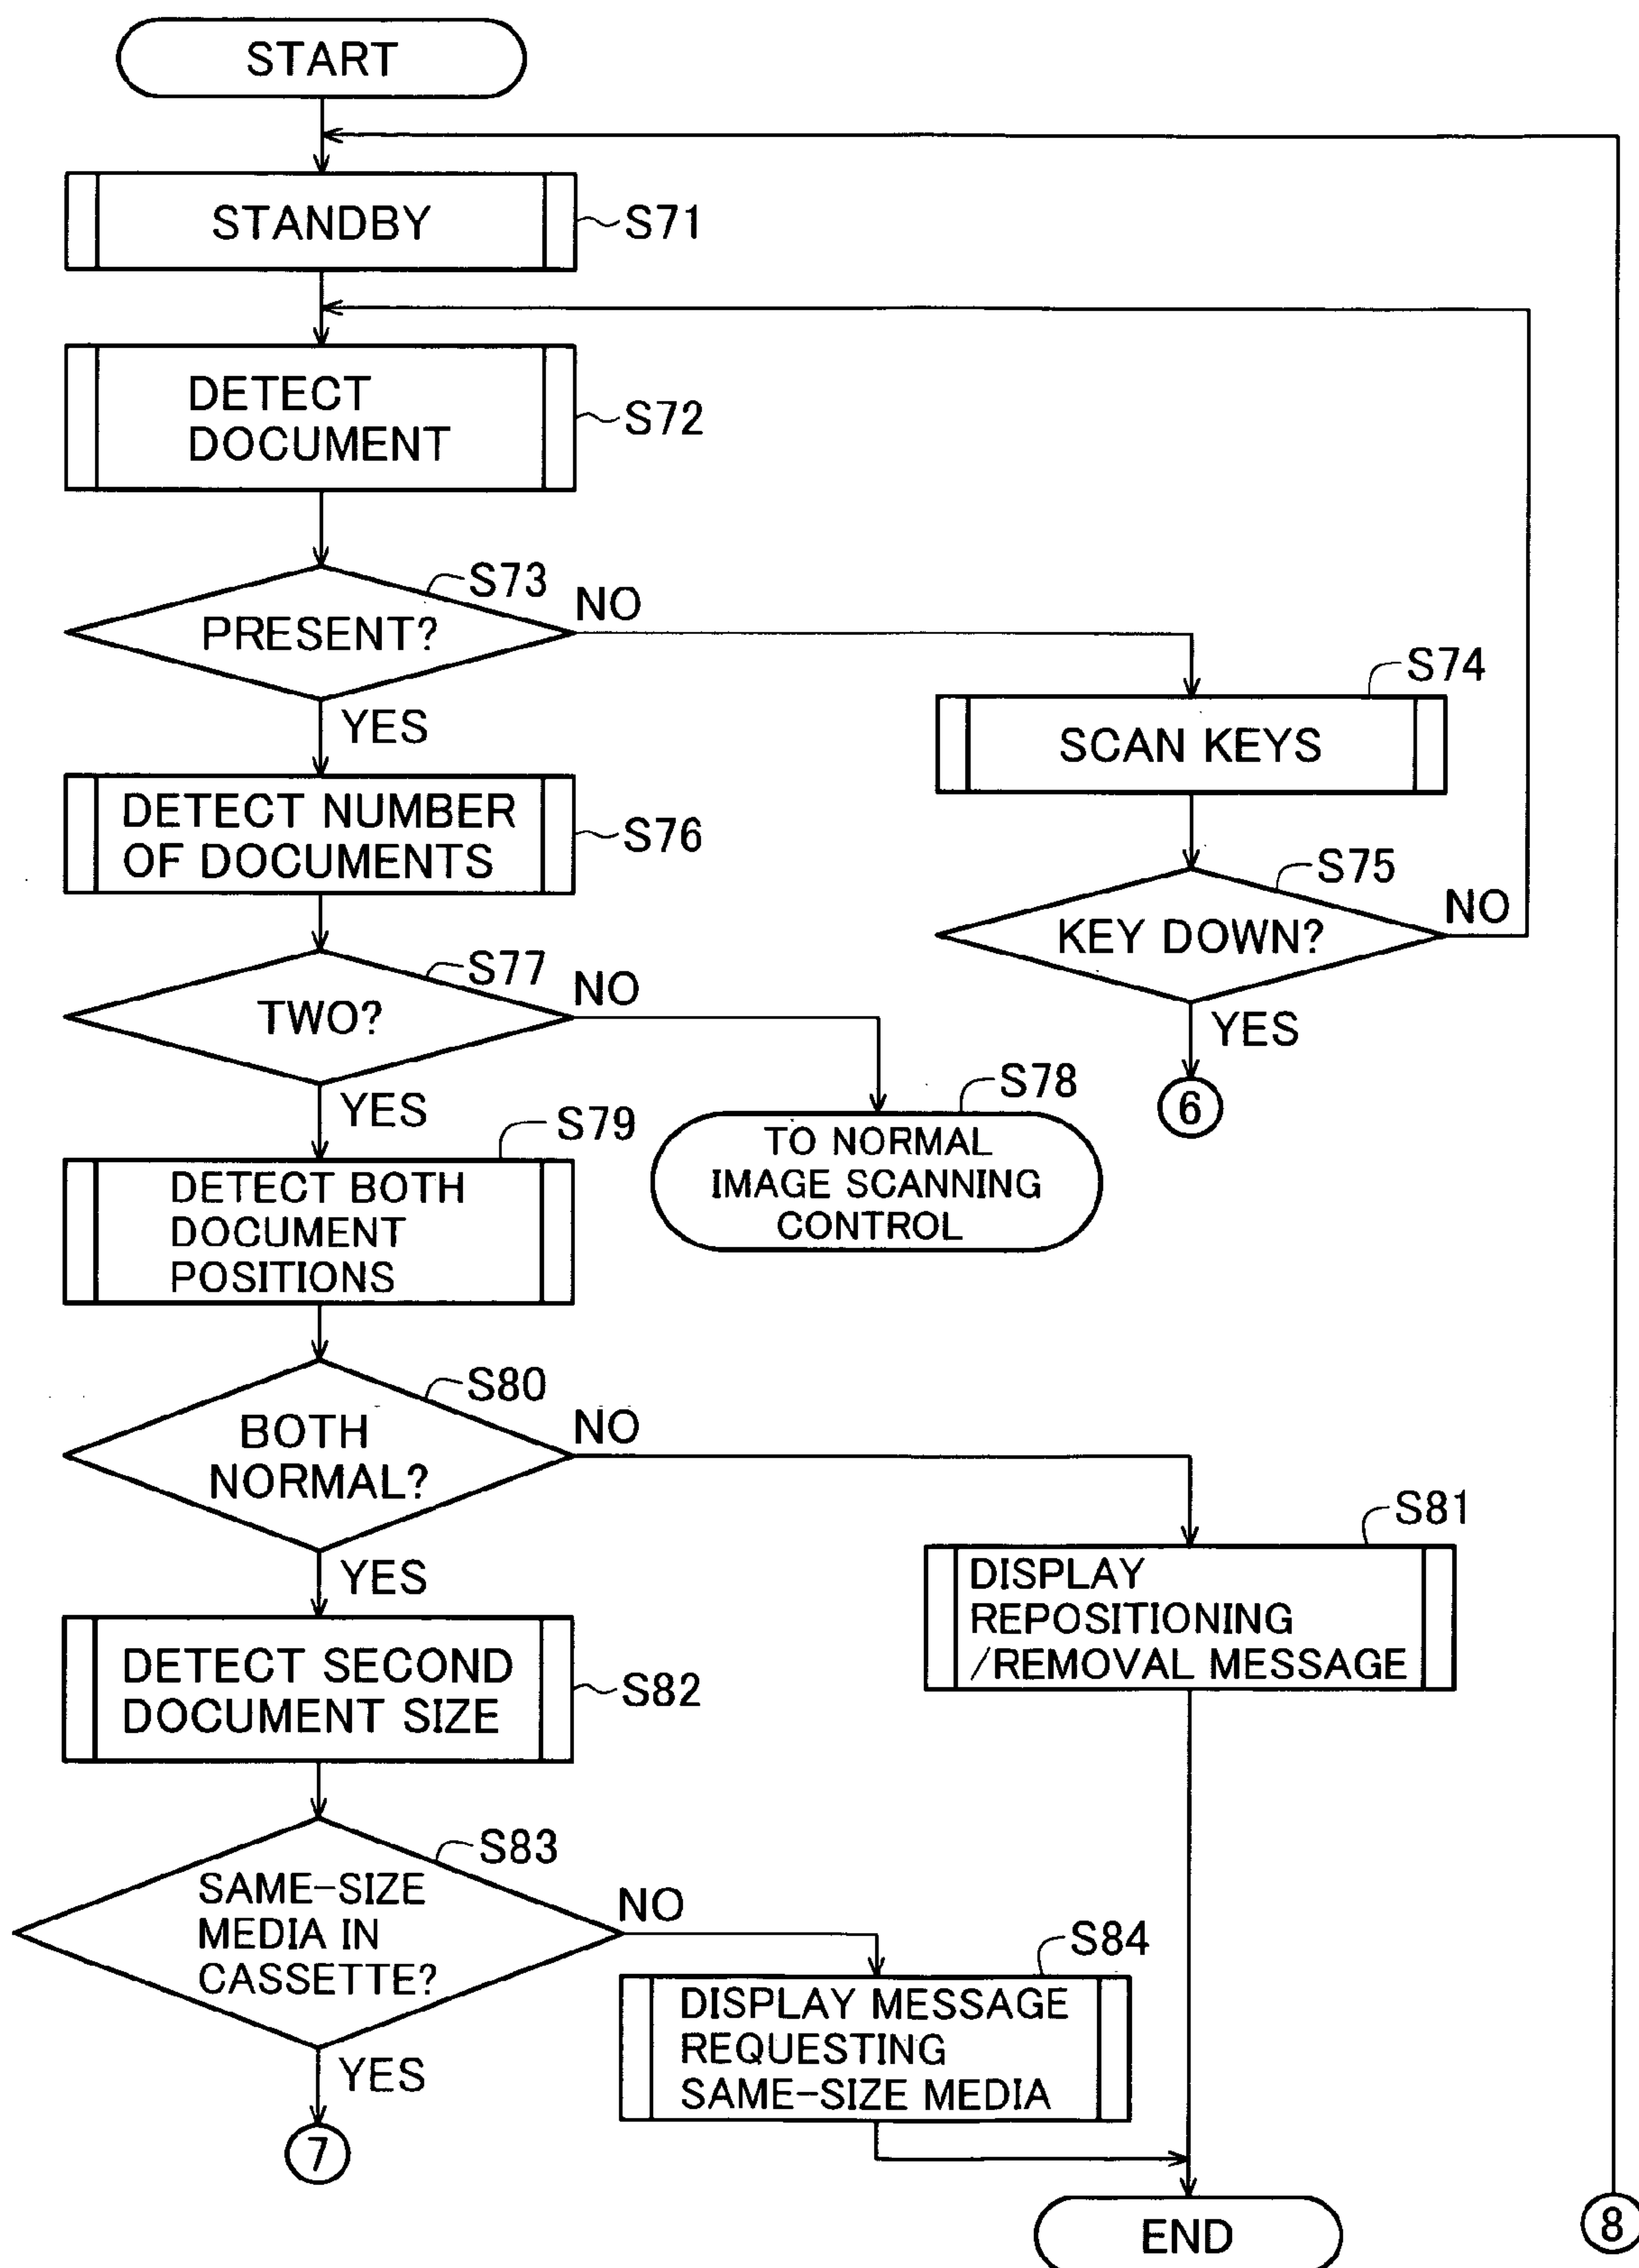 START
STANDBY
S71
DETECT
DOCUMENT
S72
S73
PRESENT?
NO
YES
S74
SCAN KEYS
DETECT NUMBER
OF DOCUMENTS
S76
S75
KEY DOWN?
NO
YES
6
S77
TWO?
NO
YES
S78
TO NORMAL
IMAGE SCANNING
CONTROL
S79
DETECT BOTH
DOCUMENT
POSITIONS
S80
BOTH
NORMAL?
NO
YES
S81
DISPLAY
REPOSITIONING
/REMOVAL MESSAGE
DETECT SECOND
DOCUMENT SIZE
S82
S83
SAME-SIZE
MEDIA IN
CASSETTE?
NO
YES
7
S84
DISPLAY MESSAGE
REQUESTING
SAME-SIZE MEDIA
END
8